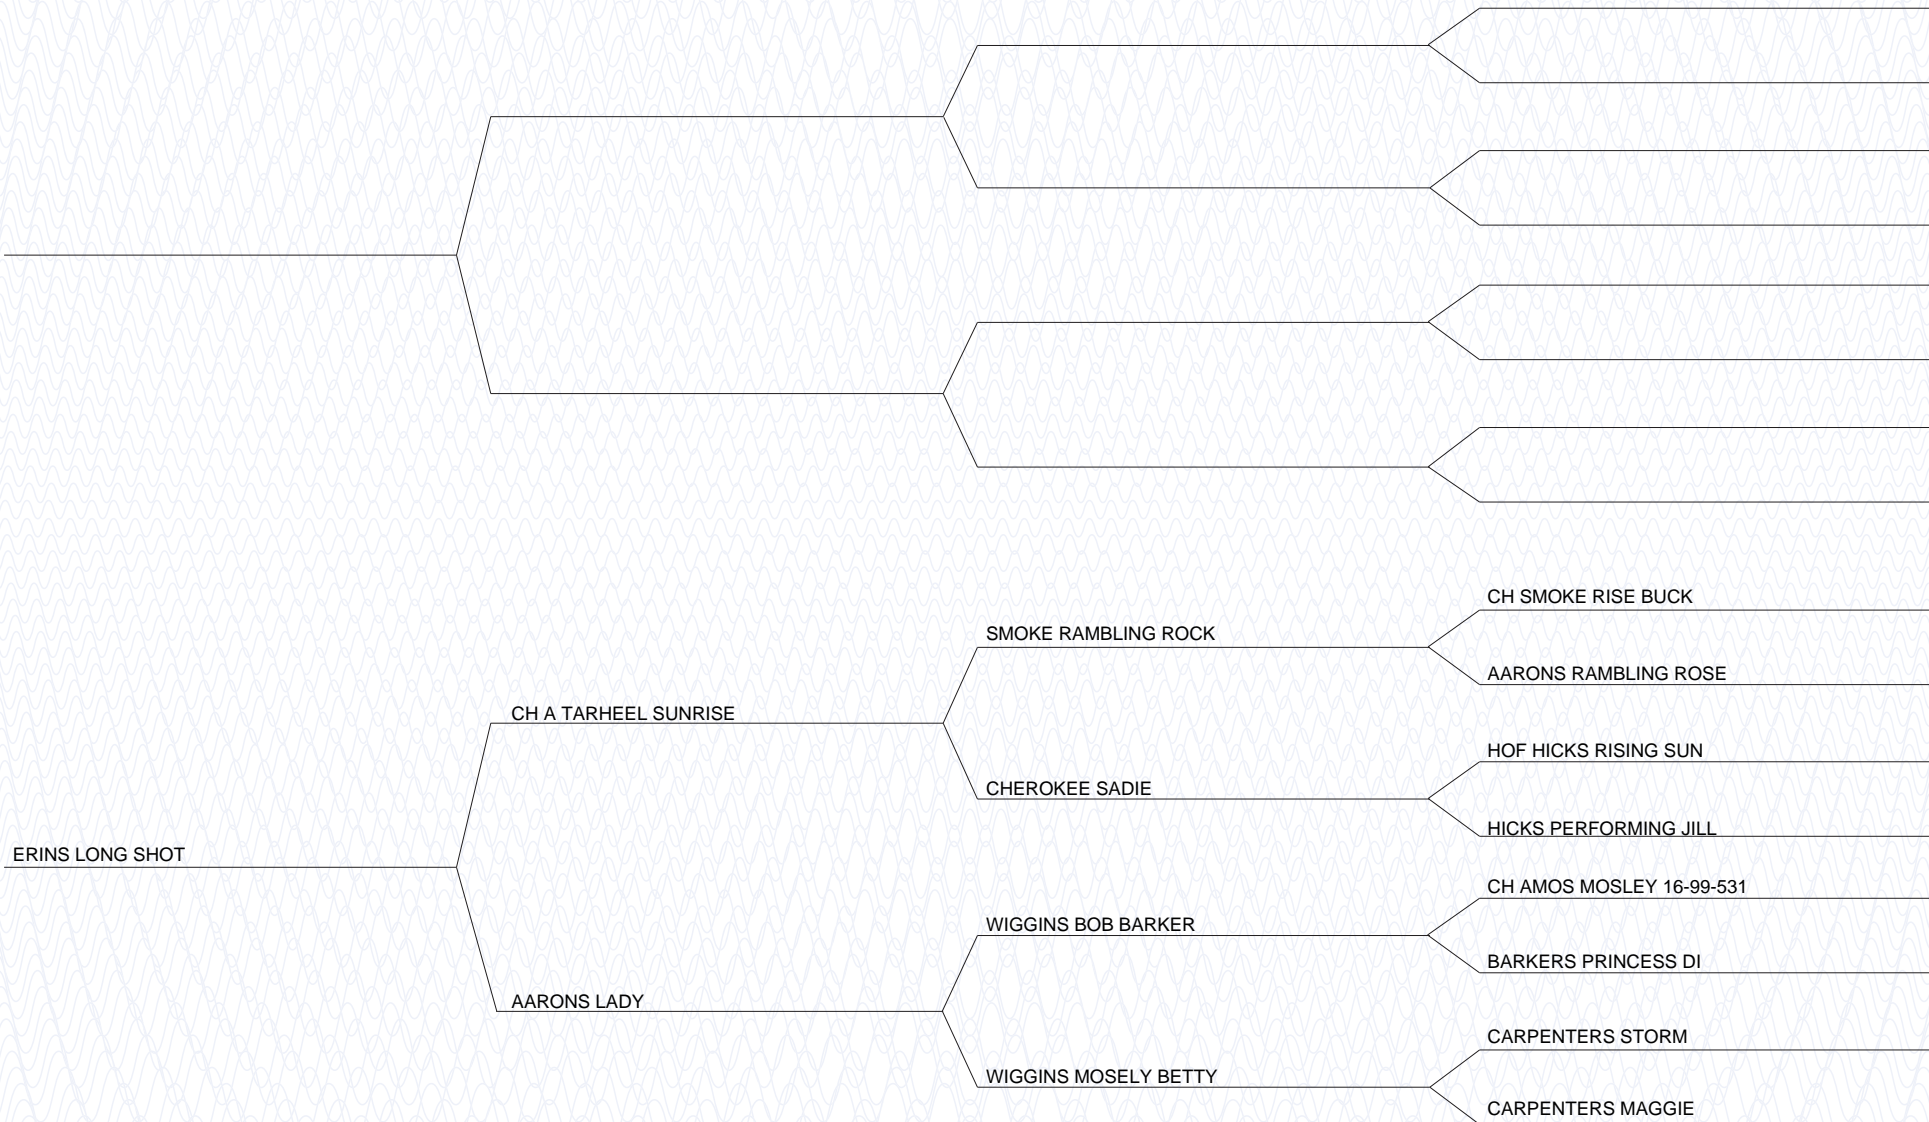 CH SMOKE RISE BUCK
SMOKE RAMBLING ROCK
AARONS RAMBLING ROSE
CH A TARHEEL SUNRISE
HOF HICKS RISING SUN
CHEROKEE SADIE
HICKS PERFORMING JILL
ERINS LONG SHOT
CH AMOS MOSLEY 16-99-531
WIGGINS BOB BARKER
BARKERS PRINCESS DI
AARONS LADY
CARPENTERS STORM
WIGGINS MOSELY BETTY
CARPENTERS MAGGIE